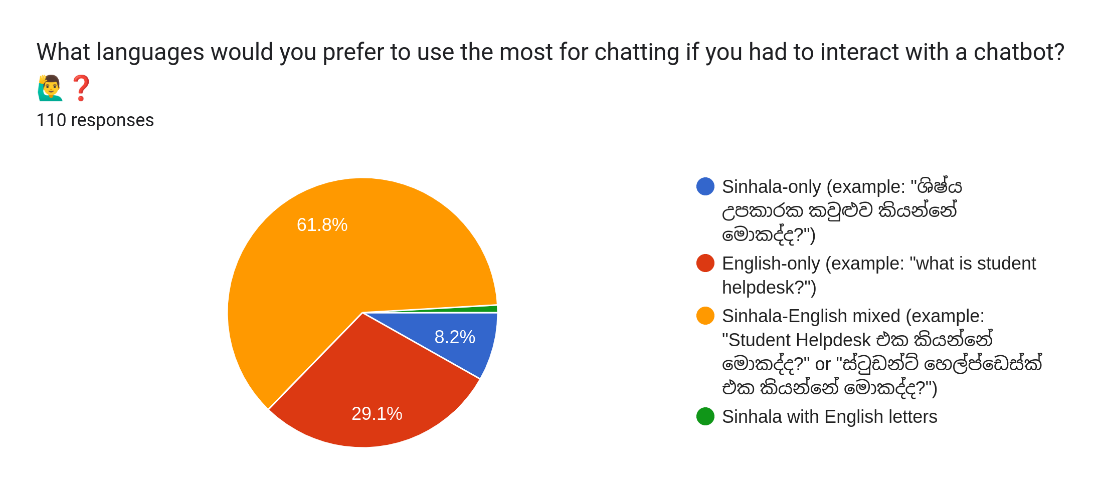 What languages would you prefer to use the most for chatting if you had to interact with a chatbot?
🙋‍♂️❓
110 responses
61.8%
8.2%
29.1%
Sinhala-only (example: "ශිෂ්ය
උපකාරක කවුළුව කියන්නේ
මොකද්ද?")
English-only (example: "what is student
helpdesk?")
Sinhala-English mixed (example:
"Student Helpdesk එක කියන්නේ
මොකද්ද?" or "ස්ටුඩන්ට් හෙල්ප්ඩෙස්ක්
එක කියන්නේ මොකද්ද?")
Sinhala with English letters